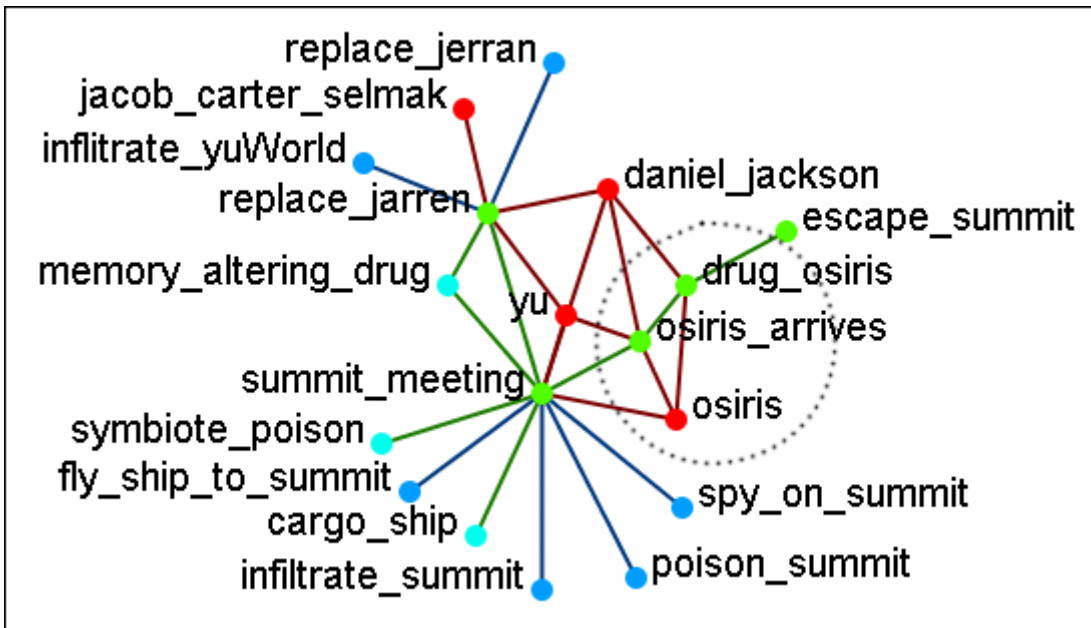 replace_jerran
jacob_carter_selmak
inflitrate_yuWorld
daniel_jackson
replace_jarren
escape_summit
memory_altering_drug
drug_osiris
yu
osiris_arrives
summit_meeting
osiris
symbiote_poison
fly_ship_to_summit
spy_on_summit
cargo_ship
poison_summit
infiltrate_summit